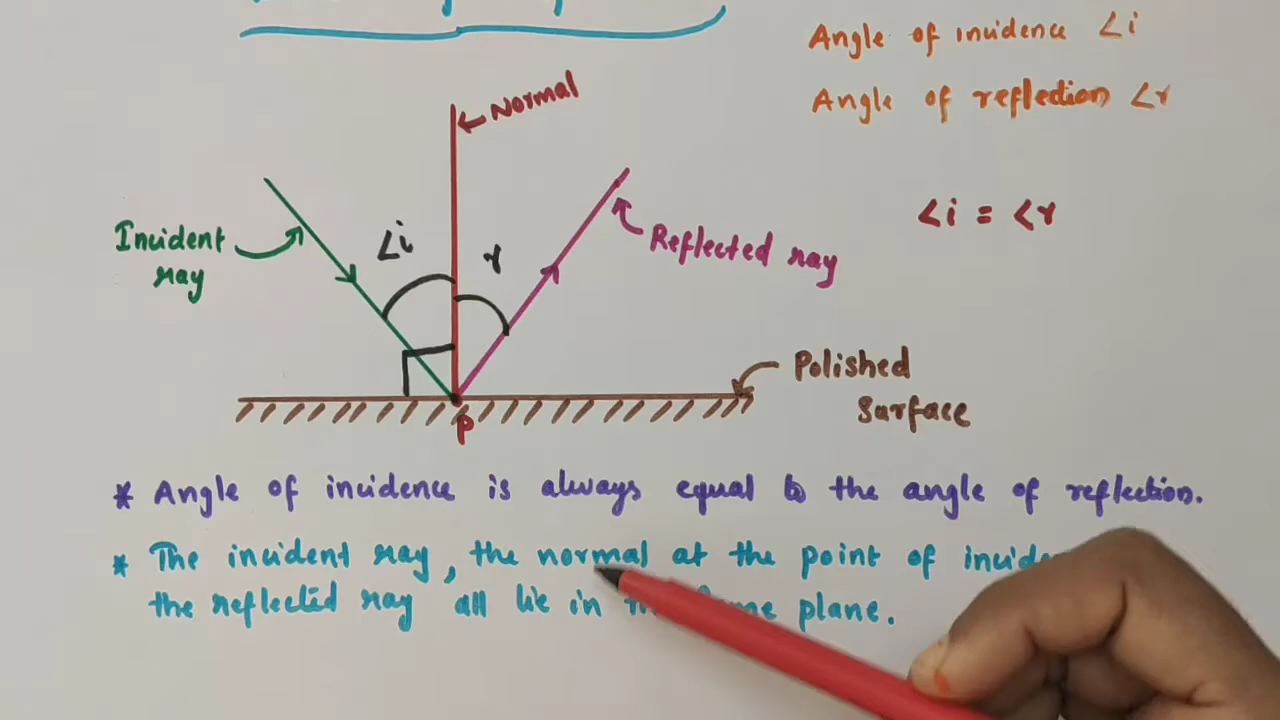 Angle of incidence ∠i
Angle of reflection ∠r
Normal
Incident
ray
∠i
r
Reflected ray
∠i = ∠r
Polished
surface
P
* Angle of incidence is always equal to the angle of reflection.
* The incident ray, the normal at the point of
the reflected ray all lie in plane.